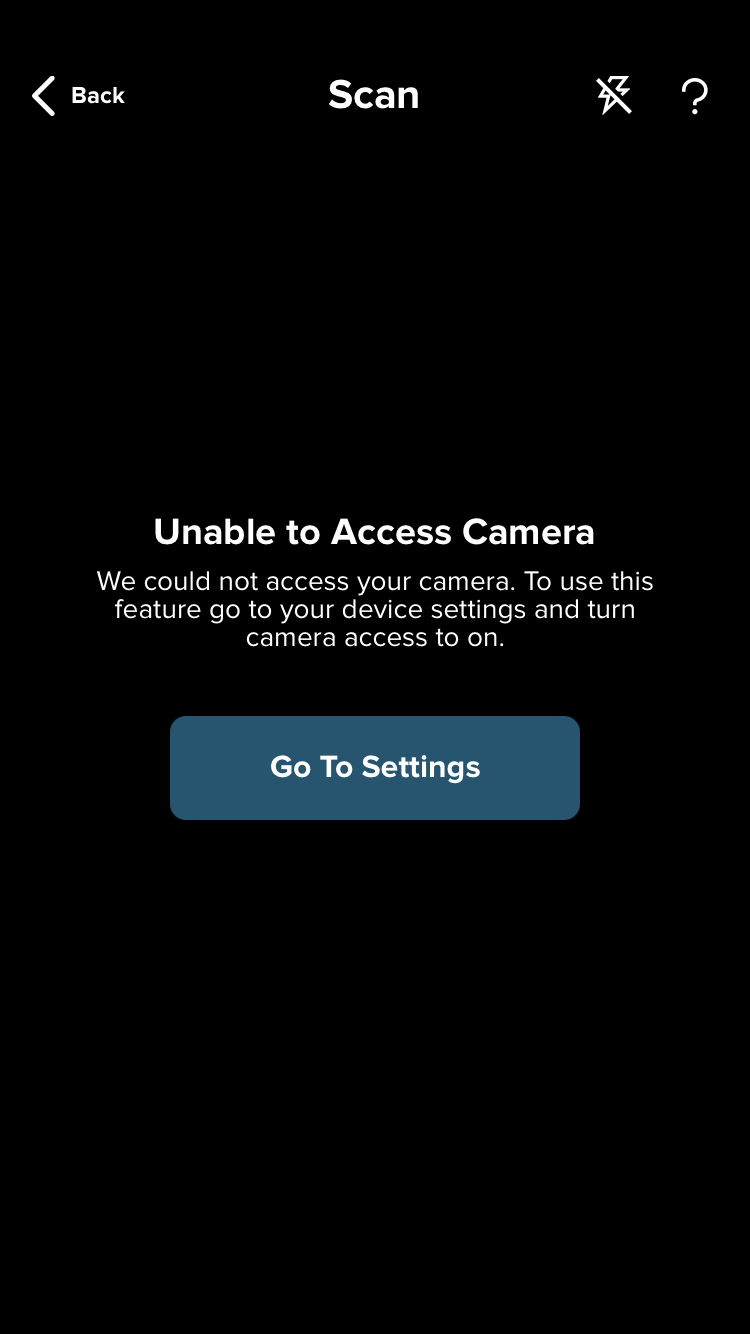 Back
Scan
Unable to Access Camera
We could not access your camera. To use this
feature go to your device settings and turn
camera access to on.
Go To Settings